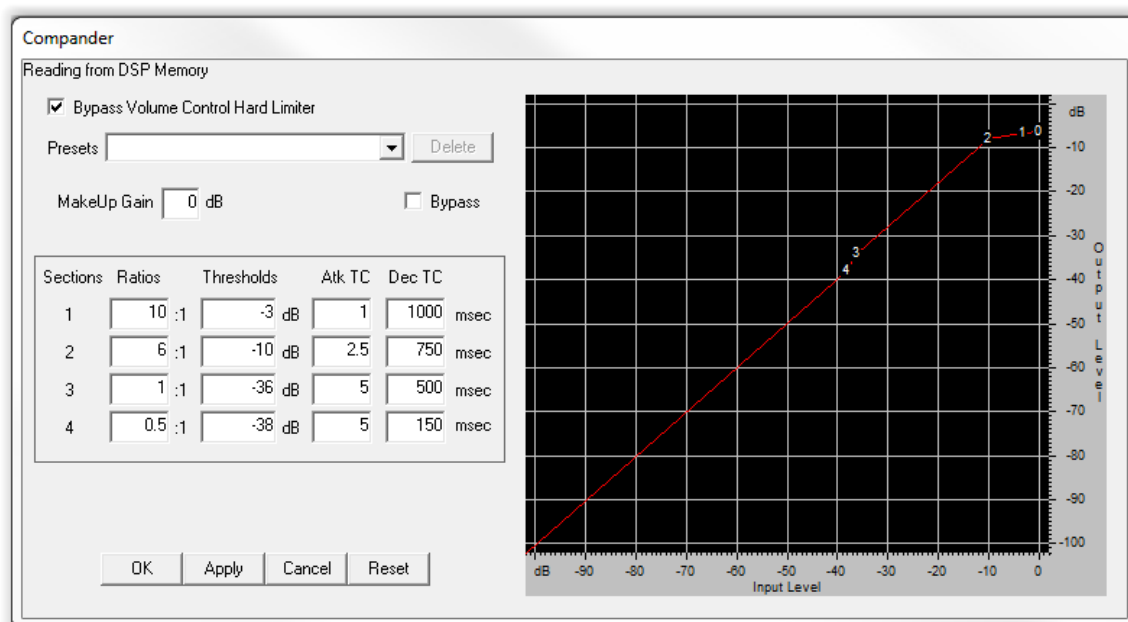 Compander
Reading from DSP Memory
Bypass Volume Control Hard Limiter
Presets Delete
MakeUp Gain 0 dB Bypass
Sections Ratios Thresholds Atk TC Dec TC
1 10 :1 -3 dB 1 1000 msec
2 6 :1 -10 dB 2.5 750 msec
3 1 :1 -36 dB 5 500 msec
4 0.5 :1 -38 dB 5 150 msec
OK Apply Cancel Reset
dB
2 1 0
3
4
-10
-20
-30
-40
-50
-60
-70
-80
-90
-100
Output Level
dB -90 -80 -70 -60 -50 -40 -30 -20 -10 0
Input Level